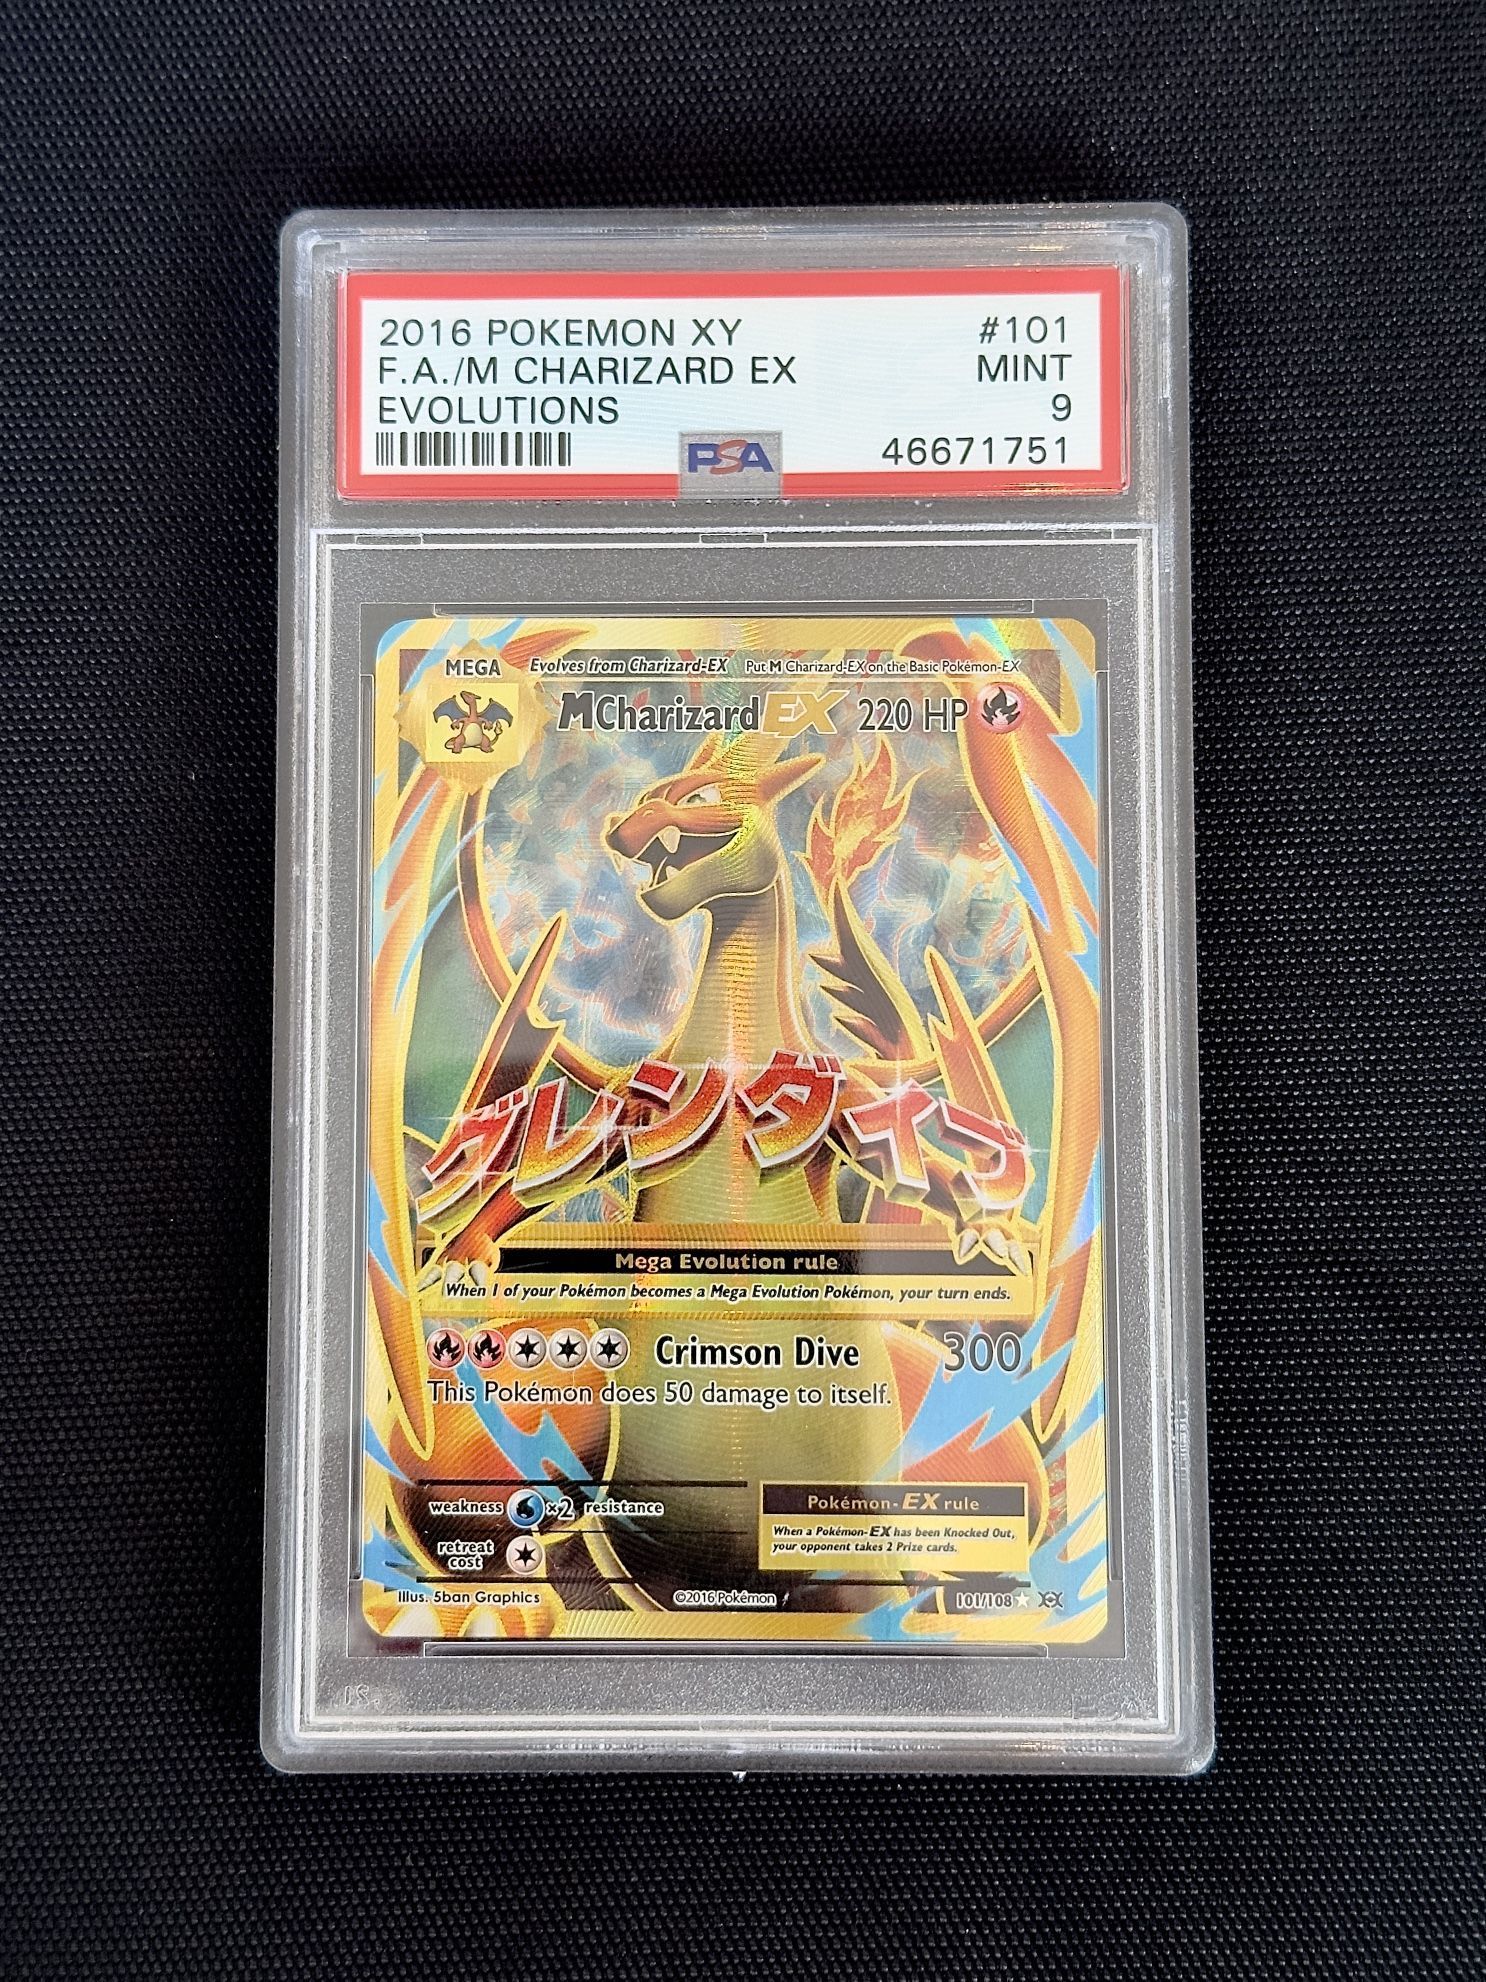 2016 POKEMON XY #101
F.A./M CHARIZARD EX MINT
EVOLUTIONS 9
PSA 46671751
MEGA Evolves from Charizard-EX Put M Charizard-EX on the Basic Pokémon-EX
MCharizard EX 220 HP
グレンダイブ
Mega Evolution rule
When 1 of your Pokémon becomes a Mega Evolution Pokémon, your turn ends.
Crimson Dive 300
This Pokémon does 50 damage to itself.
weakness ×2 resistance
retreat
cost
Pokémon-EX rule
When a Pokémon-EX has been Knocked Out,
your opponent takes 2 Prize cards.
Illus. 5ban Graphics ©2016 Pokémon 101/108